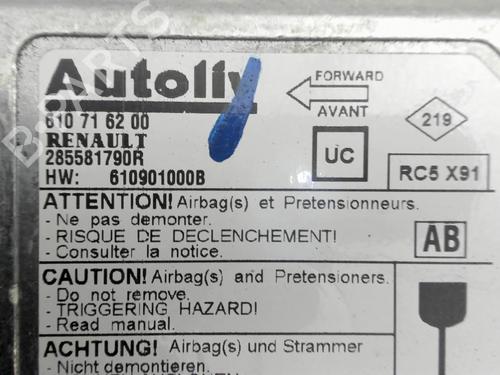 Autoliv
FORWARD
AVANT
610 71 62 00
RENAULT
285581790R
HW: 610901000B
219
UC
RC5 X91
ATTENTION! Airbag(s) et Pretensionneurs.
- Ne pas demonter.
- RISQUE DE DECLENCHEMENT!
- Consulter la notice.
AB
CAUTION! Airbag(s) and Pretensioners.
- Do not remove.
- TRIGGERING HAZARD!
- Read manual.
ACHTUNG! Airbag(s) und Strammer
- Nicht demontieren.